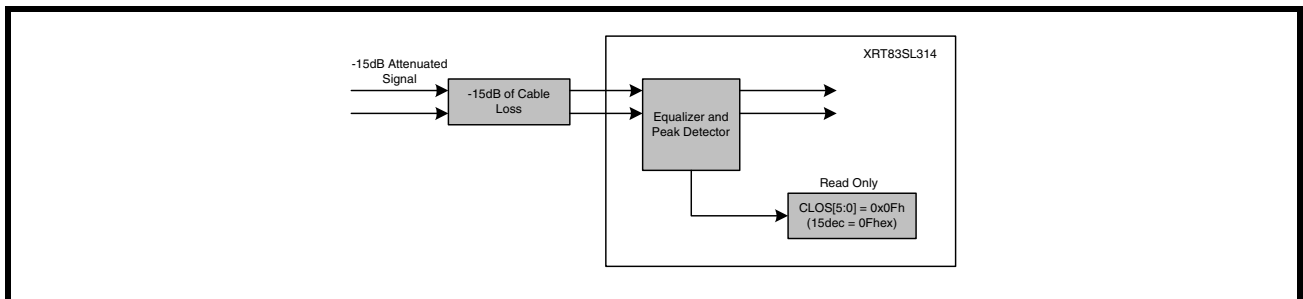 XRT83SL314
-15dB Attenuated
Signal
-15dB of Cable
Loss
Equalizer and
Peak Detector
Read Only
CLOS[5:0] = 0x0Fh
(15dec = 0Fhex)